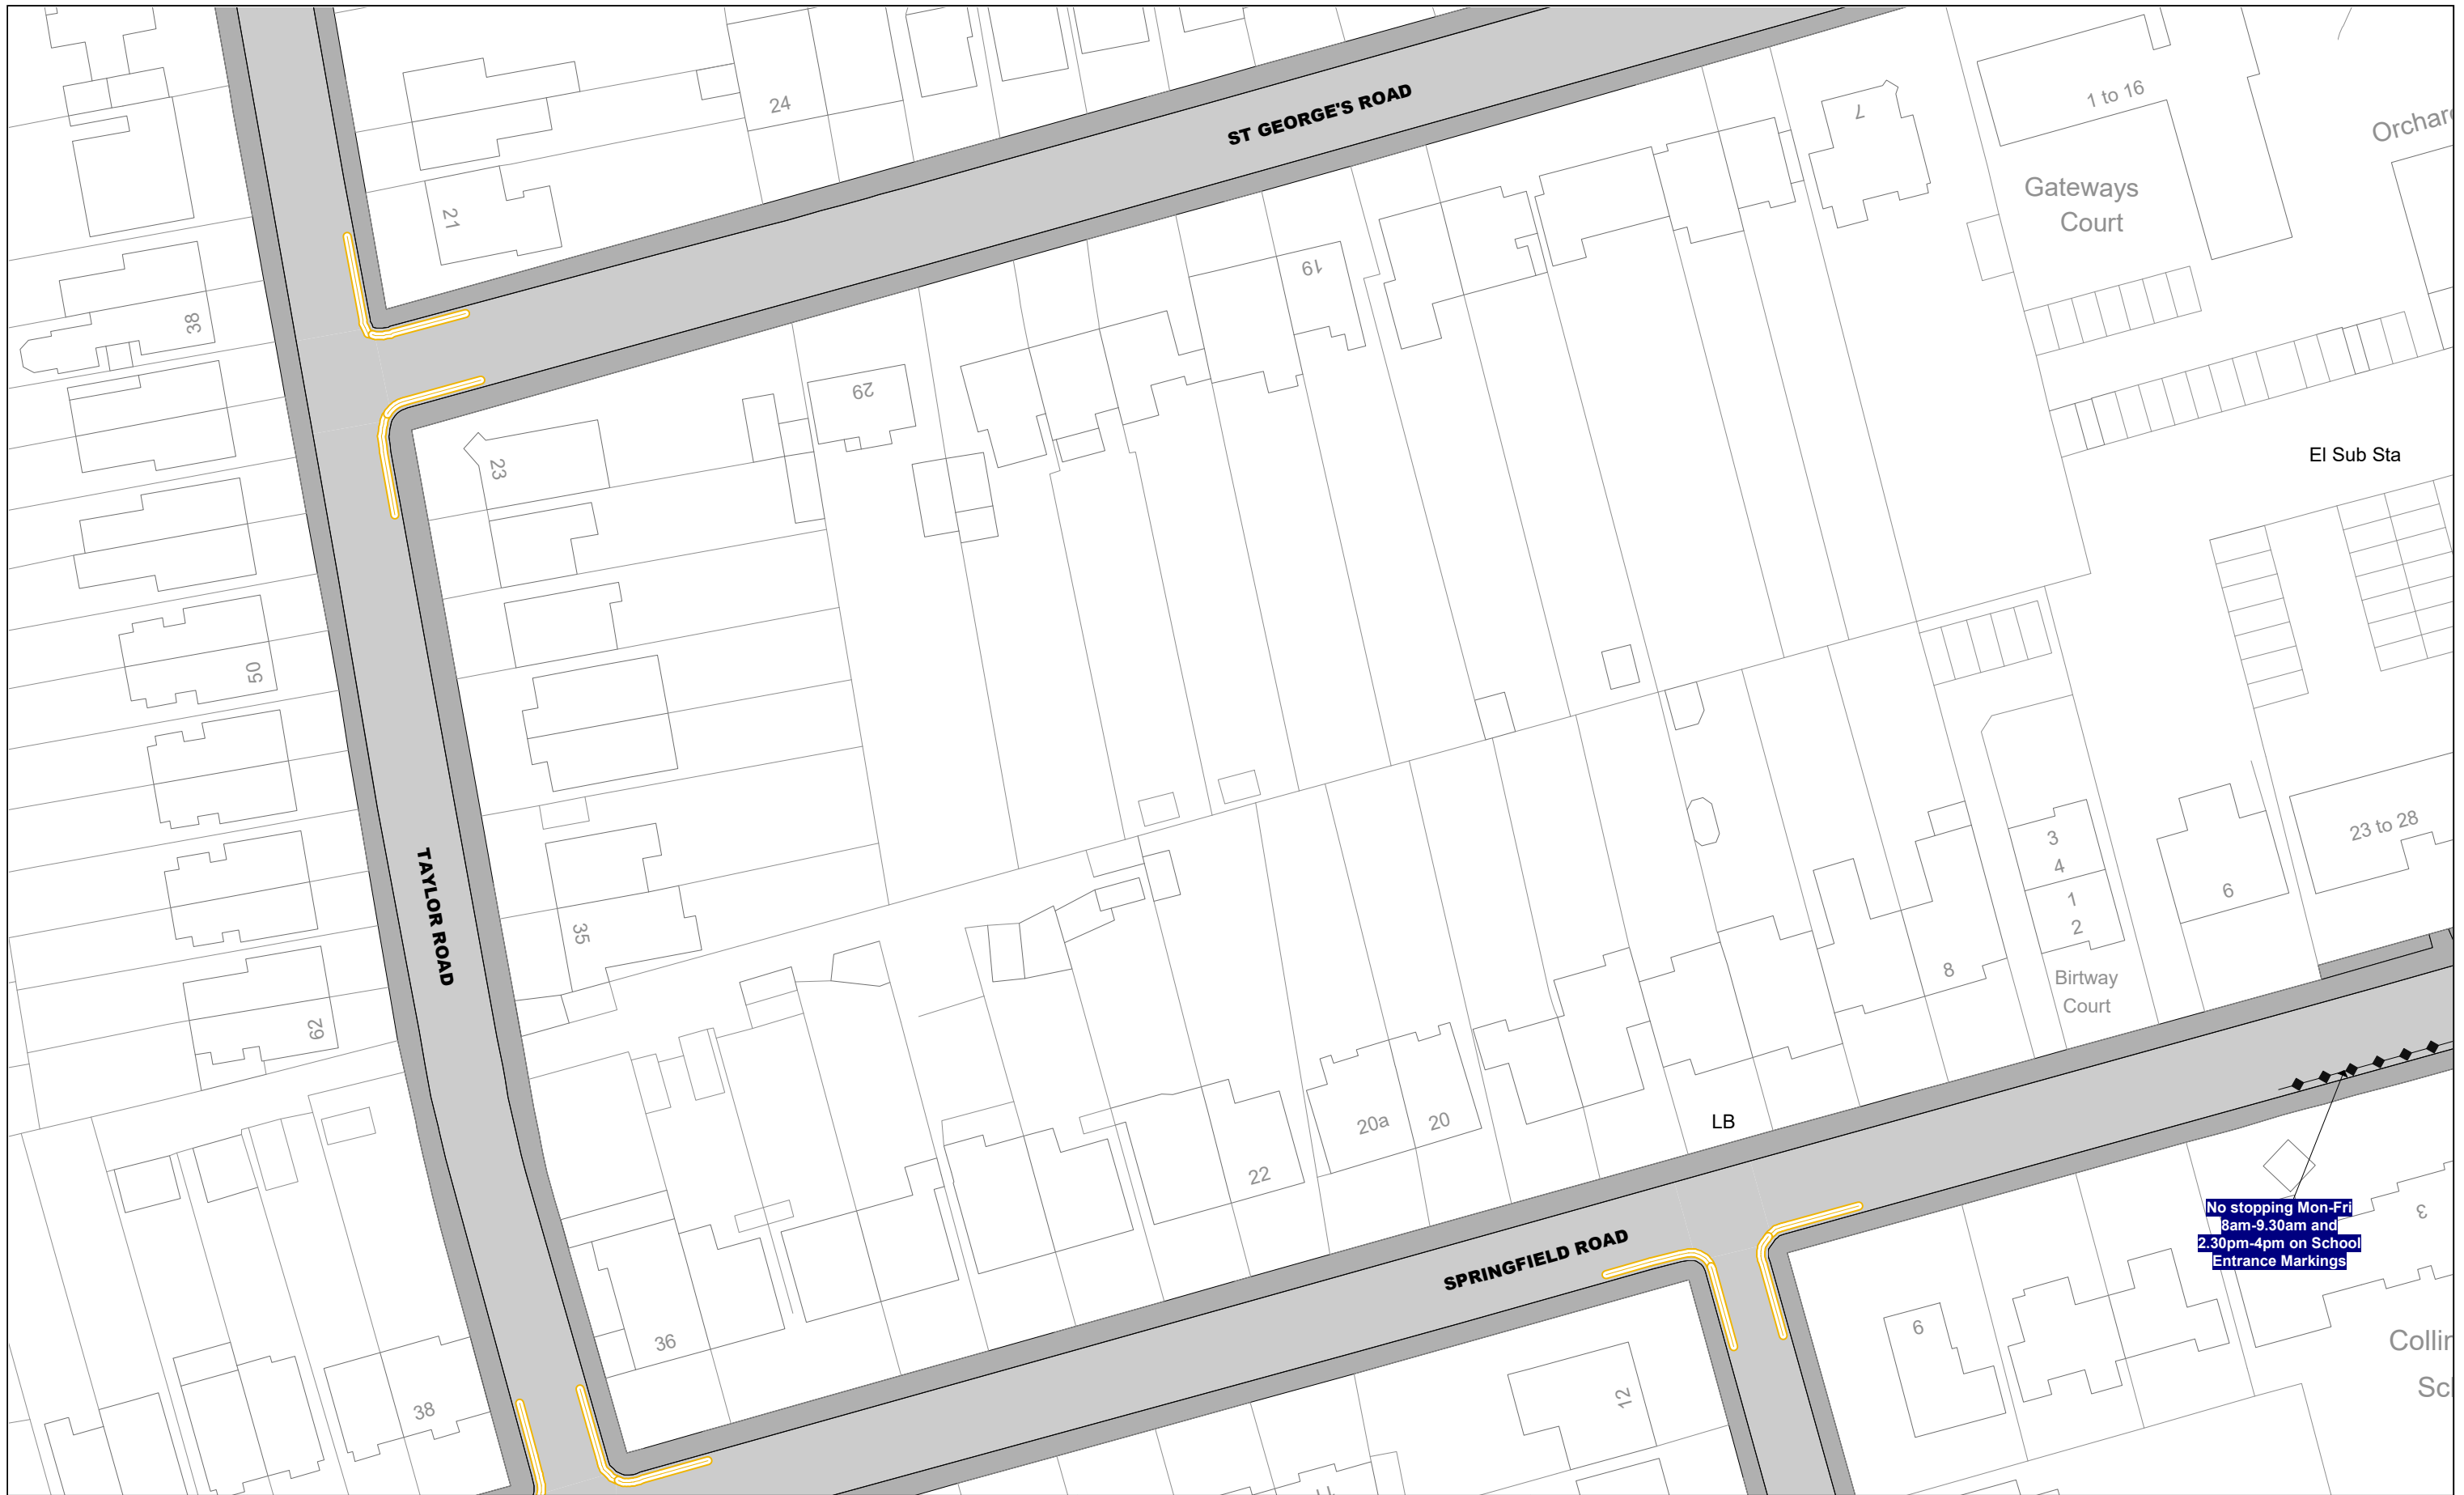 24
ST GEORGE'S ROAD
7
1 to 16
Orchar
Gateways
Court
21
19
38
29
23
El Sub Sta
50
TAYLOR ROAD
35
62
3
4
1
2
6
23 to 28
8
Birtway
Court
20a
20
22
LB
No stopping Mon-Fri
8am-9.30am and
2.30pm-4pm on School
Entrance Markings
3
SPRINGFIELD ROAD
36
38
12
Collin
Sc